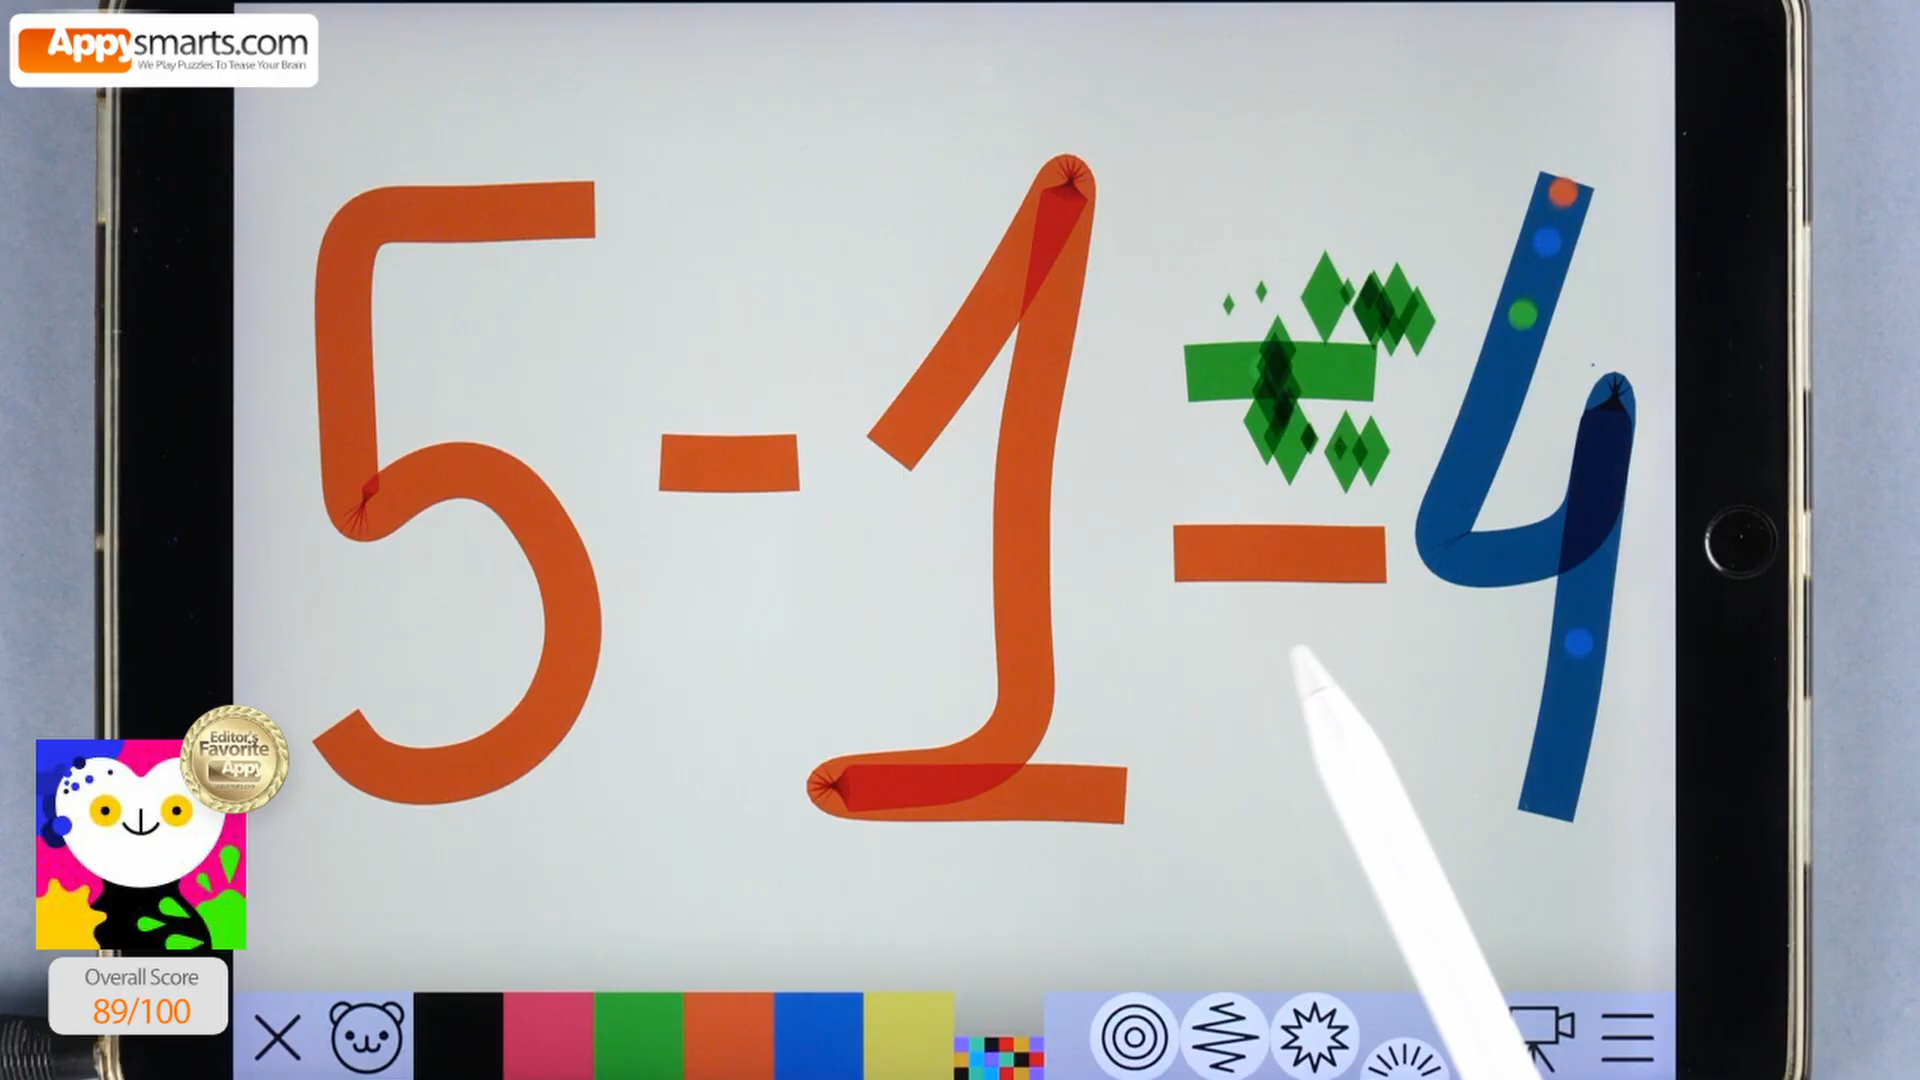 Appysmarts.com
We Play Puzzles To Tease Your Brain
5-1=4
Editor's
Favorite
Appy
Overall Score
89/100